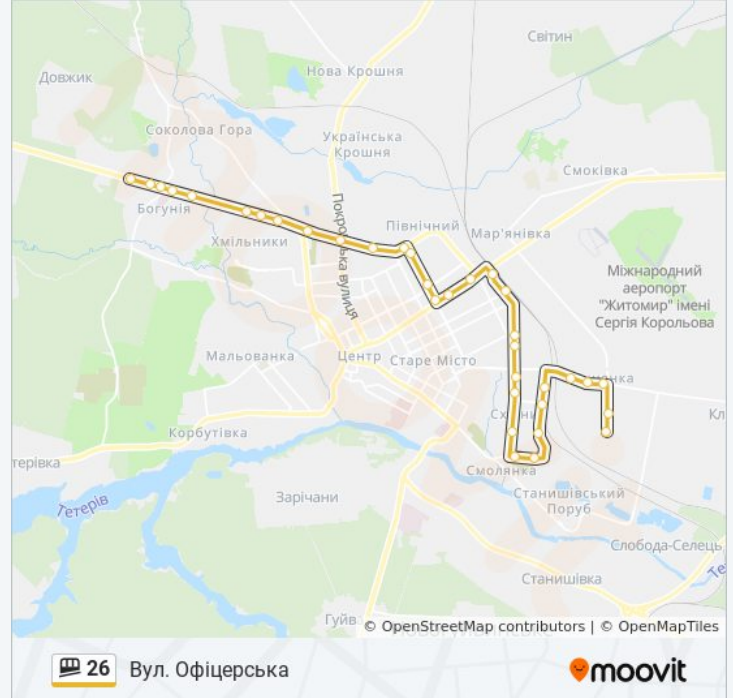 Світин
Нова Крошня
Довжик
Соколова Гора
Українська
Крошня
Смоківка
Богунія
Покровська вулиця
Північний
Мар'янівка
Хмільники
Міжнародний
аеропорт
"Житомир" імені
Сергія Корольова
Мальованка
Центр
Старе Місто
Корбутівка
Смолянка
Тетерів
Зарічани
Станишівський
Поруб
Слобода-Селець
Станишівка
Гуйв
© OpenStreetMap contributors | © OpenMapTiles
26 Вул. Офіцерська
moovit